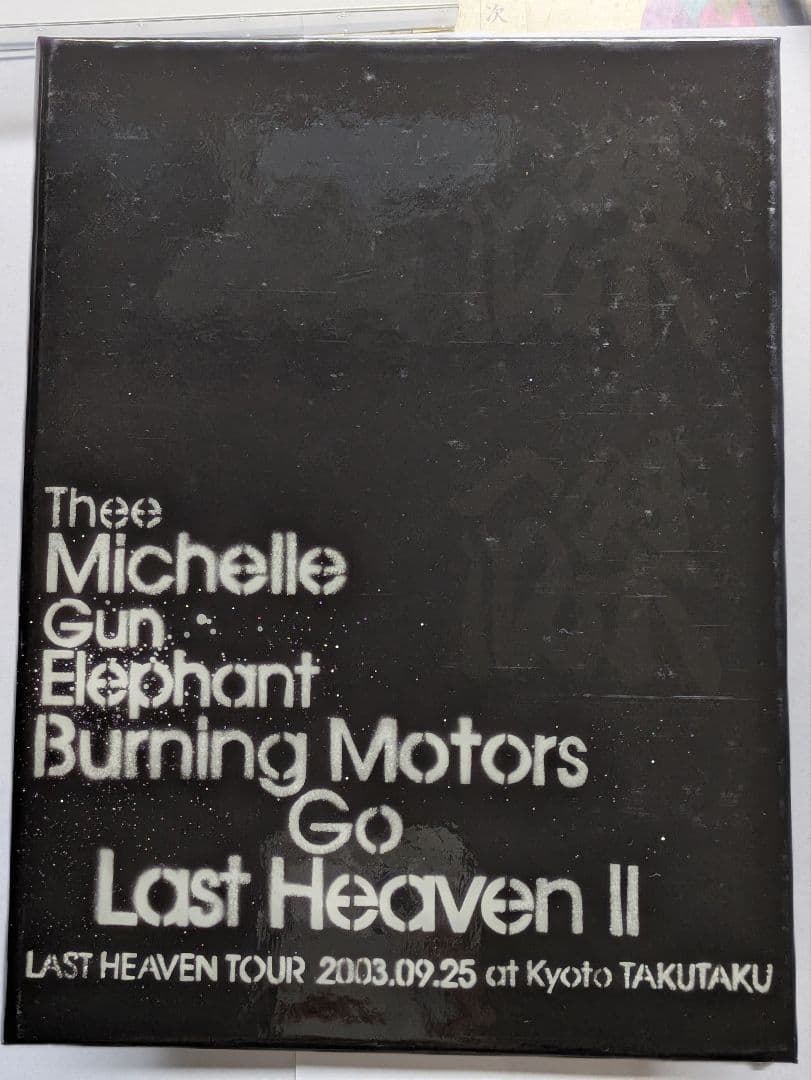 次
Thee
Michelle
Gun
Elephant
Burning Motors
Go
Last Heaven II
LAST HEAVEN TOUR 2003.09.25 at Kyoto TAKUTAKU